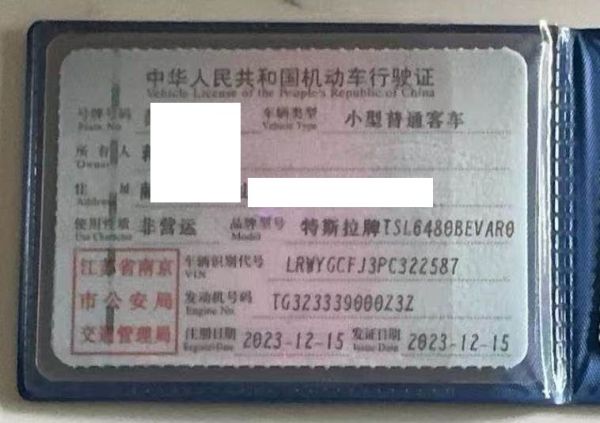 中华人民共和国机动车行驶证
Vehicle License of the People's Republic of China
号牌号码 车辆类型 小型普通客车
Plate No. Vehicle Type
所有人
Owner
住址
Address
使用性质 非营运 品牌型号 特斯拉牌TSL6480BEVAR0
Use Character Model
江苏省南京市公安局交通管理局
车辆识别代号 LRWYGCFJ3PC322587
VIN
发动机号码 TG323339000Z3Z
Engine No.
注册日期 2023-12-15 发证日期 2023-12-15
Register Date Issue Date